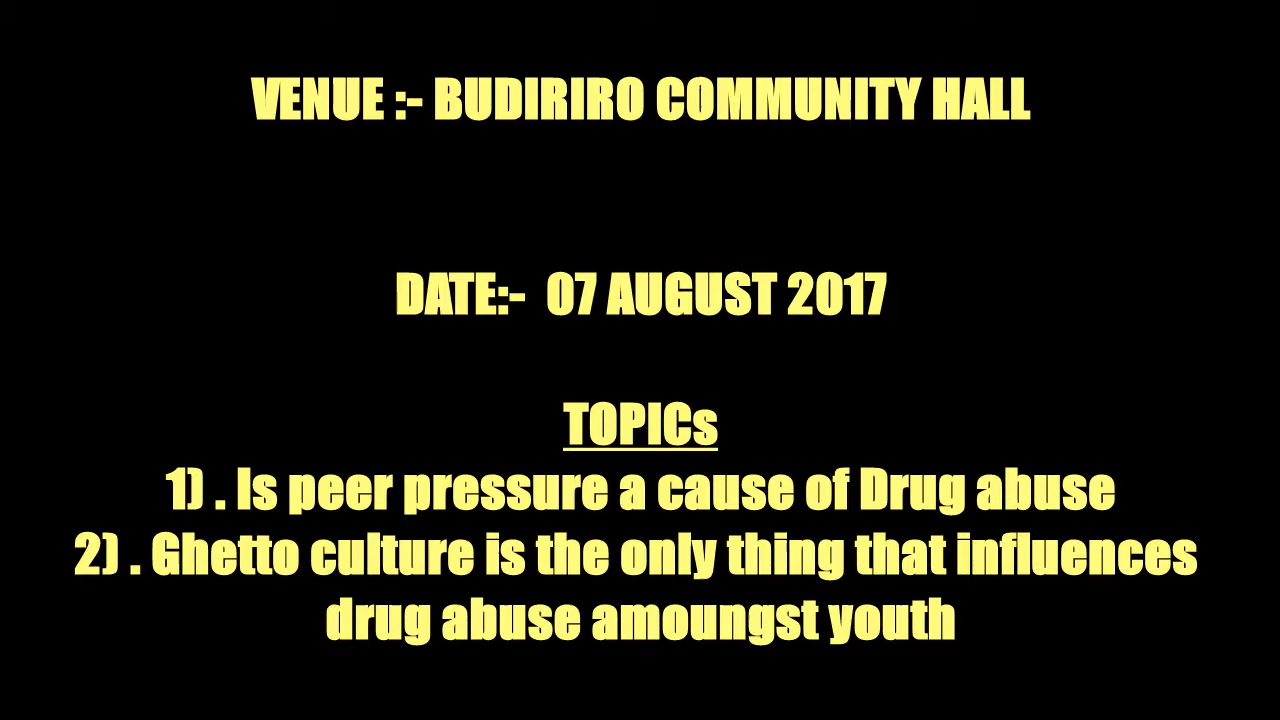 VENUE :- BUDIRIRO COMMUNITY HALL
DATE:- 07 AUGUST 2017
TOPICs
1) . Is peer pressure a cause of Drug abuse
2) . Ghetto culture is the only thing that influences
drug abuse amoungst youth